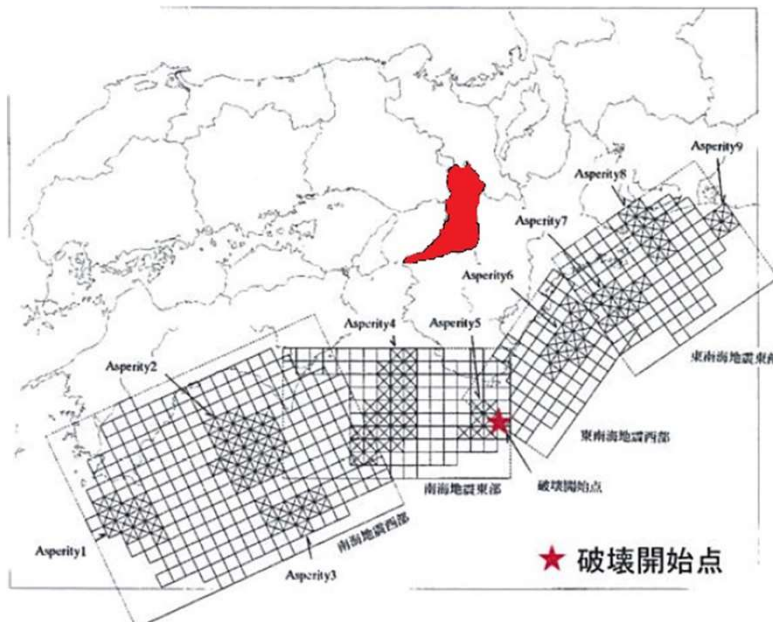 Asperity9
Asperity8
Asperity7
Asperity6
Asperity4
Asperity5
Asperity2
東南海地震東部
東南海地震西部
南海地震東部
破壊開始点
南海地震西部
Asperity1
Asperity3
★ 破壊開始点